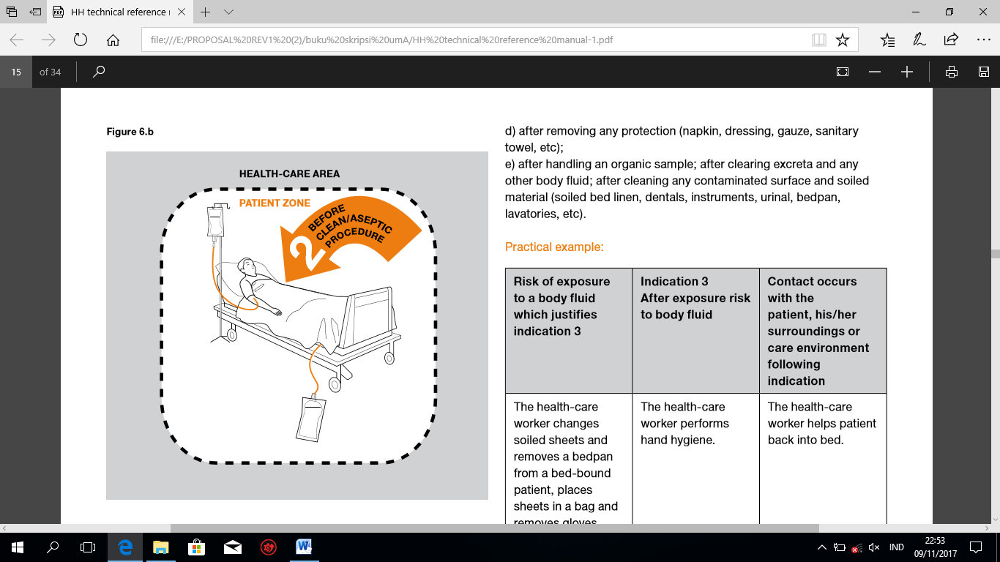 HH technical reference
file:///E:/PROPOSAL%20REV1%20(2)/buku%20skripsi%20umA/HH%20technical%20reference%20manual-1.pdf
15 of 34
Figure 6.b
HEALTH-CARE AREA
PATIENT ZONE
2
BEFORE
CLEAN/ASEPTIC
PROCEDURE
d) after removing any protection (napkin, dressing, gauze, sanitary
towel, etc);
e) after handling an organic sample; after clearing excreta and any
other body fluid; after cleaning any contaminated surface and soiled
material (soiled bed linen, dentals, instruments, urinal, bedpan,
lavatories, etc).
Practical example:
Risk of exposure
to a body fluid
which justifies
indication 3
Indication 3
After exposure risk
to body fluid
Contact occurs
with the
patient, his/her
surroundings or
care environment
following
indication
The health-care
worker changes
soiled sheets and
removes a bedpan
from a bed-bound
patient, places
sheets in a bag and
removes gloves
The health-care
worker performs
hand hygiene.
The health-care
worker helps patient
back into bed.
IND
22:53
09/11/2017